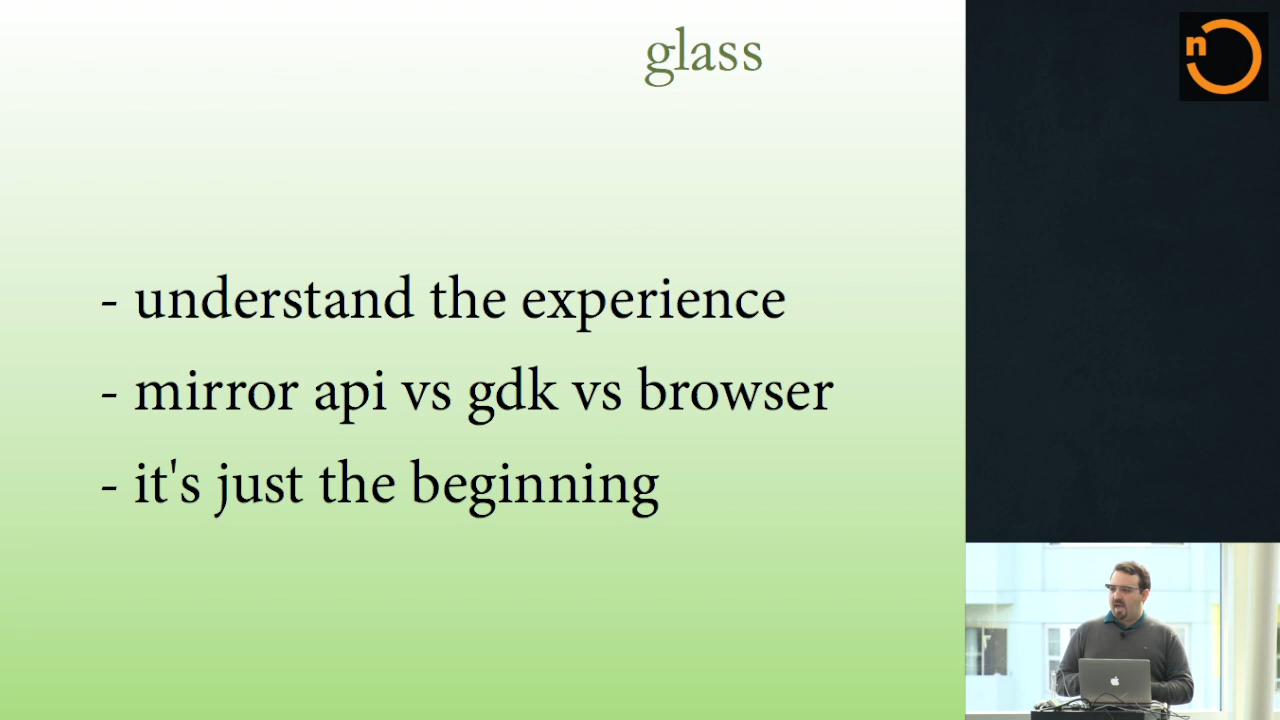 glass
n
- understand the experience
- mirror api vs gdk vs browser
- it's just the beginning